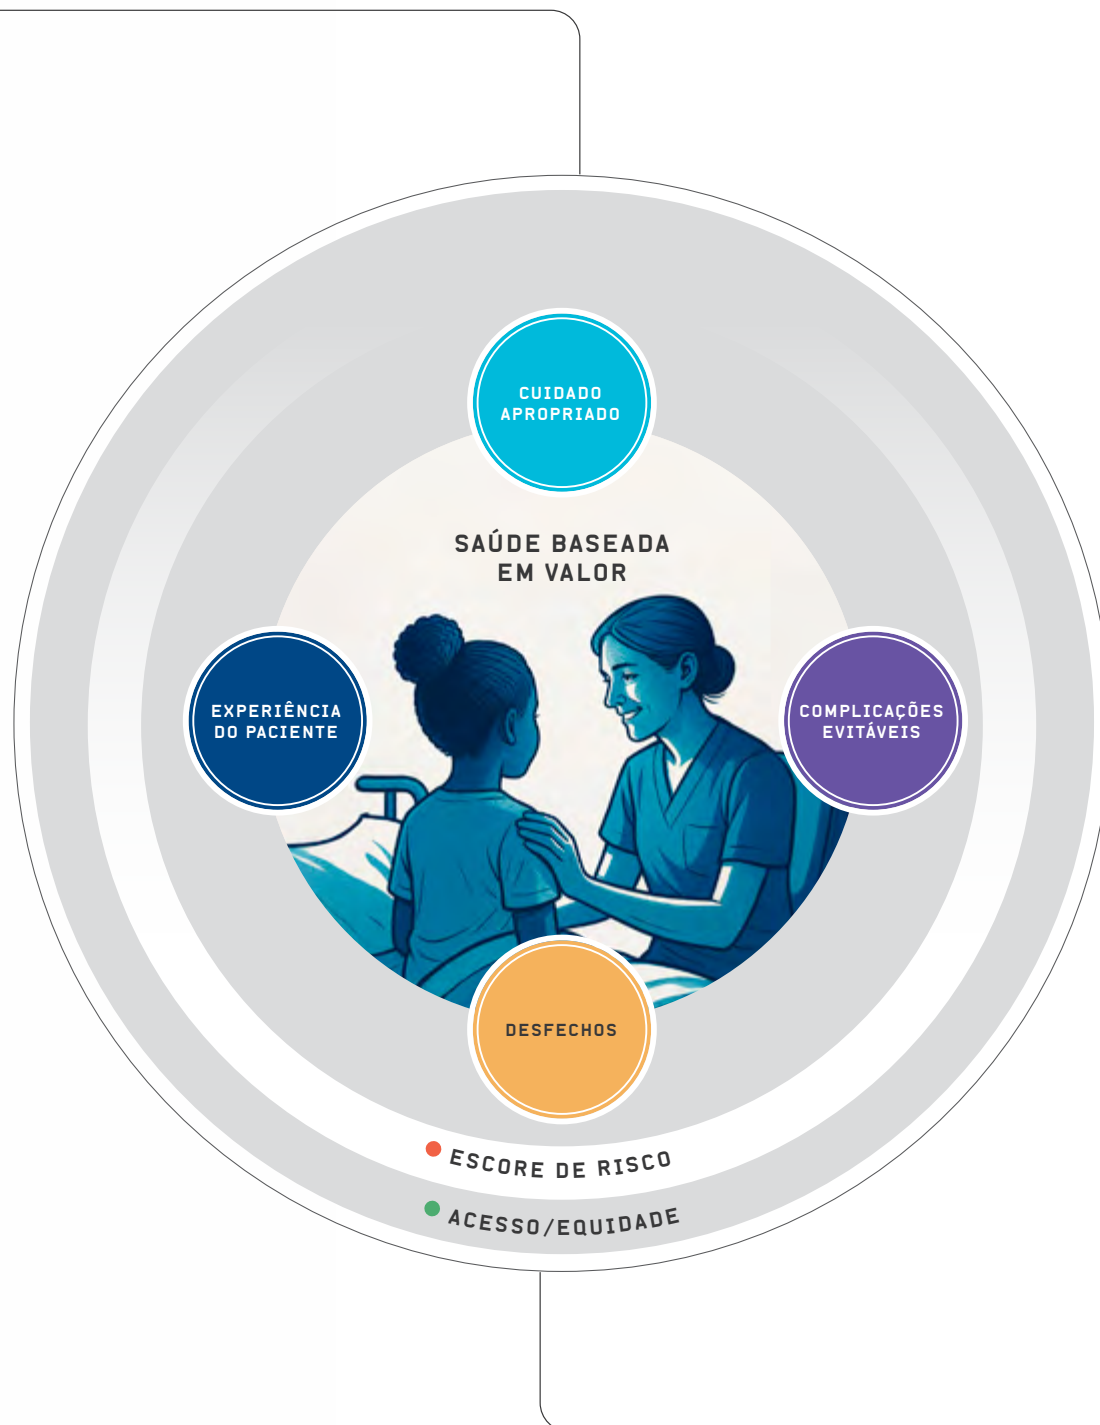 CUIDADO
APROPRIADO
SAÚDE BASEADA
EM VALOR
EXPERIÊNCIA
DO PACIENTE
COMPLICAÇÕES
EVITÁVEIS
DESFECHOS
ESCORE DE RISCO
ACESSO/EQUIDADE